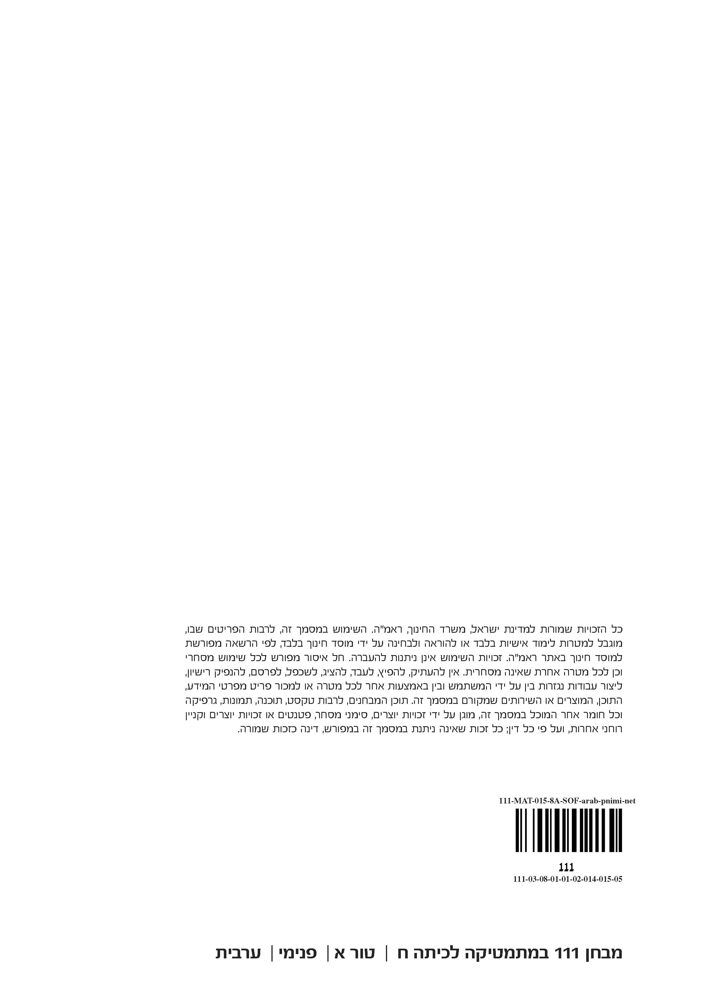 כל הזכויות שמורות למדינת ישראל, משרד החינוך, ראמ"ה. השימוש במסמך זה, לרבות הפריטים שבו,
מוגבל למטרות לימוד אישיות בלבד או להוראה ולבחינה על ידי מוסד חינוך בלבד, לפי הרשאה מפורשת
למוסד חינוך באתר ראמ"ה. זכויות השימוש אינן ניתנות להעברה. חל איסור מפורש לכל שימוש מסחרי
וכן לכל מטרה אחרת שאינה מסחרית. אין להעתיק, להפיץ, לעבד, להציג, לשכפל, לפרסם, להנפיק רישיון,
ליצור עבודות נגזרות בין על ידי המשתמש ובין באמצעות אחר לכל מטרה או למכור פריט מפרטי המידע,
התוכן, המוצרים או השירותים שמקורם במסמך זה. תוכן המבחנים, לרבות טקסט, תוכנה, תמונות, גרפיקה
וכל חומר אחר המוכל במסמך זה, מוגן על ידי זכויות יוצרים, סימני מסחר, פטנטים או זכויות יוצרים וקניין
רוחני אחרות, ועל פי כל דין; כל זכות שאינה ניתנת במסמך זה במפורש, דינה כזכות שמורה.
111-MAT-015-8A-SOF-arab-pnimi-net
111
111-03-08-01-01-02-014-015-05
מבחן 111 במתמטיקה לכיתה ח | טור א | פנימי | ערבית